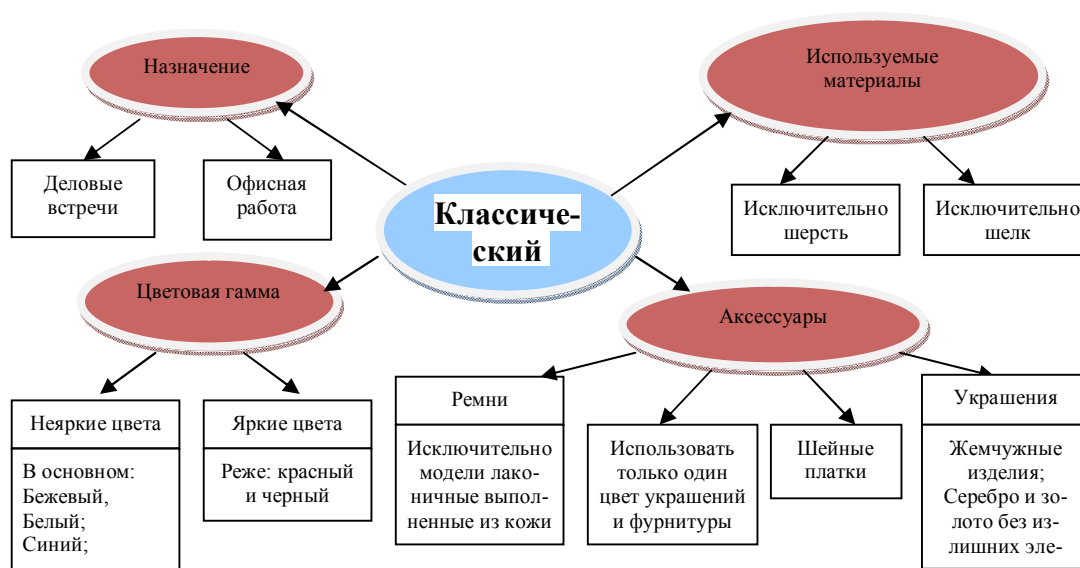 Назначение
Используемые
материалы
Деловые
встречи
Офисная
работа
Классиче-
ский
Исключительно
шерсть
Исключительно
шелк
Цветовая гамма
Аксессуары
Неяркие цвета
В основном:
Бежевый,
Белый;
Синий;
Яркие цвета
Реже: красный
и черный
Ремни
Исключительно
модели лако-
ничные выпол-
ненные из кожи
Использовать
только один
цвет украшений
и фурнитуры
Шейные
платки
Украшения
Жемчужные
изделия;
Серебро и зо-
лото без из-
лишних эле-